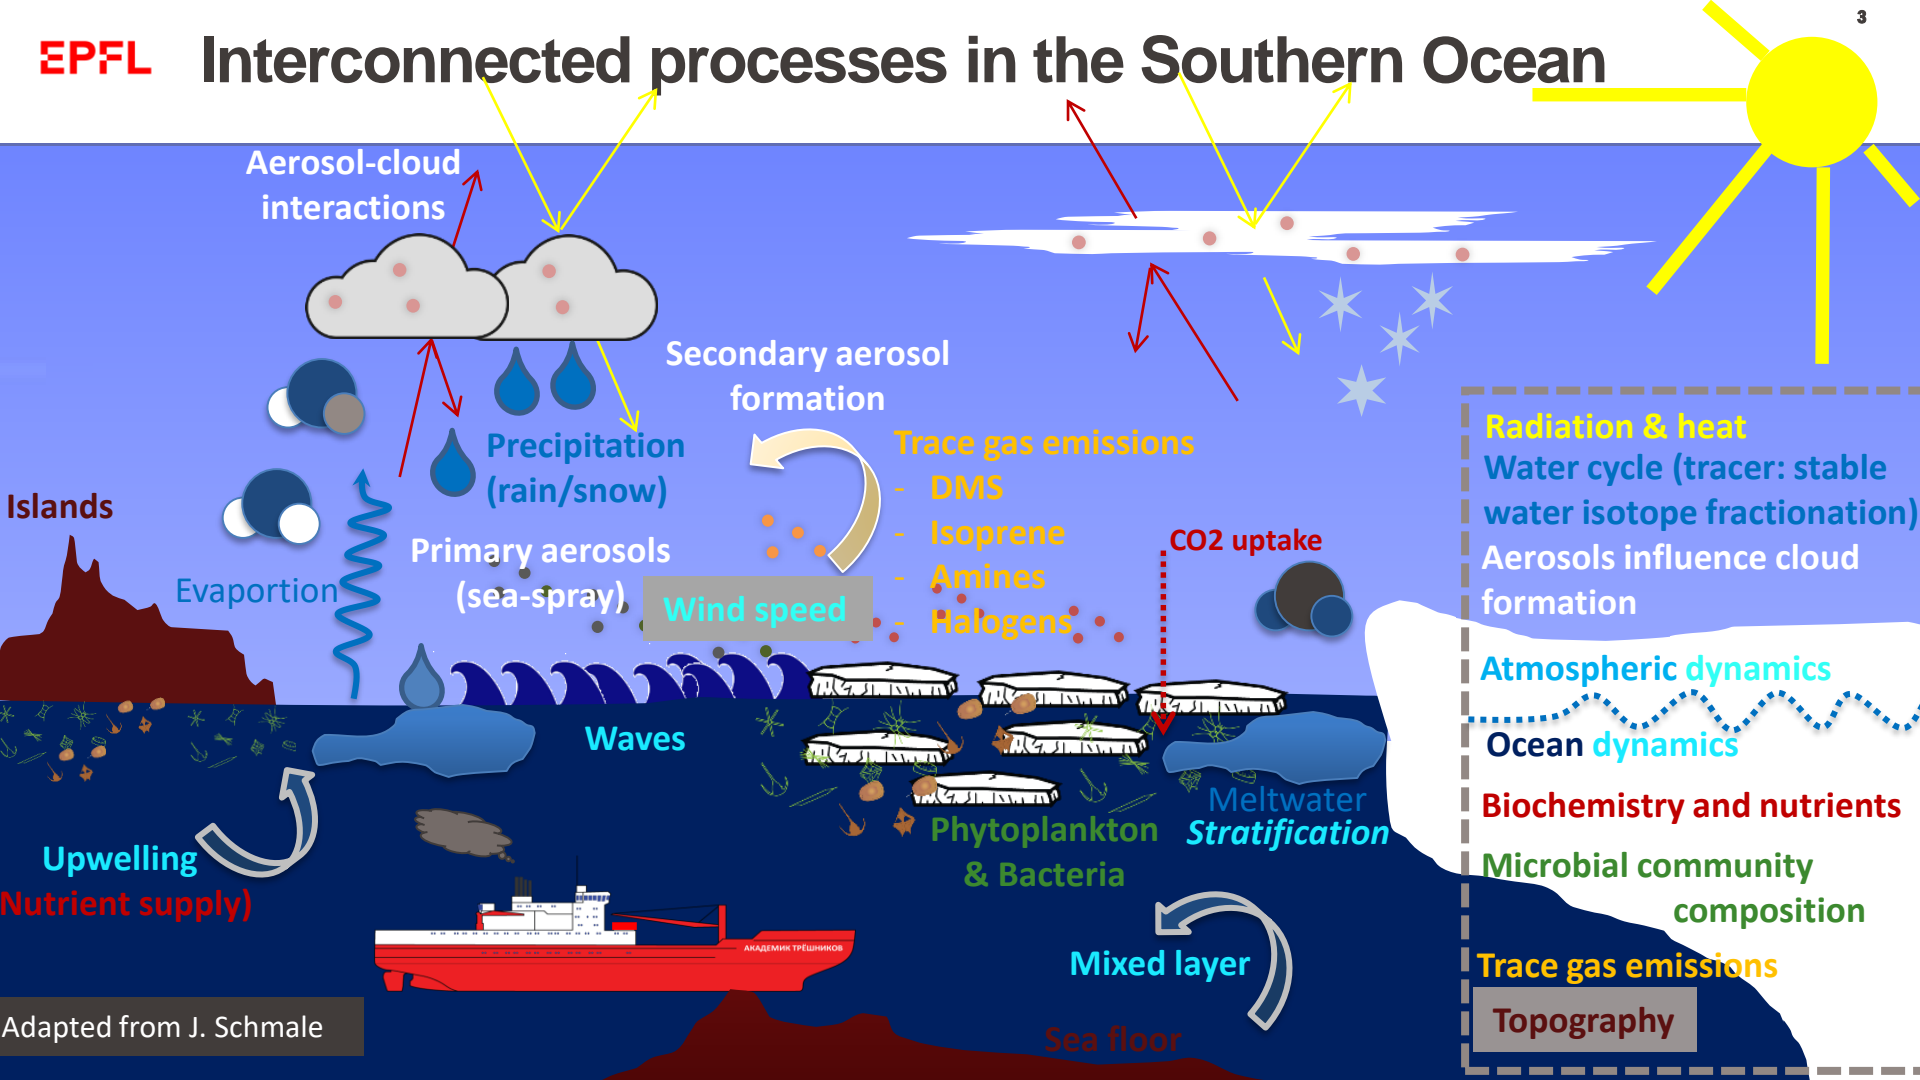 3
EPFL
Interconnected processes in the Southern Ocean
Aerosol-cloud
interactions
Secondary aerosol
formation
Precipitation
(rain/snow)
Trace gas emissions
- DMS
- Isoprene
- Amines
- Halogens
Islands
Evaportion
Primary aerosols
(sea-spray)
Wind speed
CO2 uptake
Waves
Meltwater
Stratification
Phytoplankton
& Bacteria
Upwelling
Nutrient supply)
АКАДЕМИК ТРЁШНИКОВ
Mixed layer
Sea floor
Adapted from J. Schmale
Radiation & heat
Water cycle (tracer: stable
water isotope fractionation)
Aerosols influence cloud
formation
Atmospheric dynamics
Ocean dynamics
Biochemistry and nutrients
Microbial community
composition
Trace gas emissions
Topography